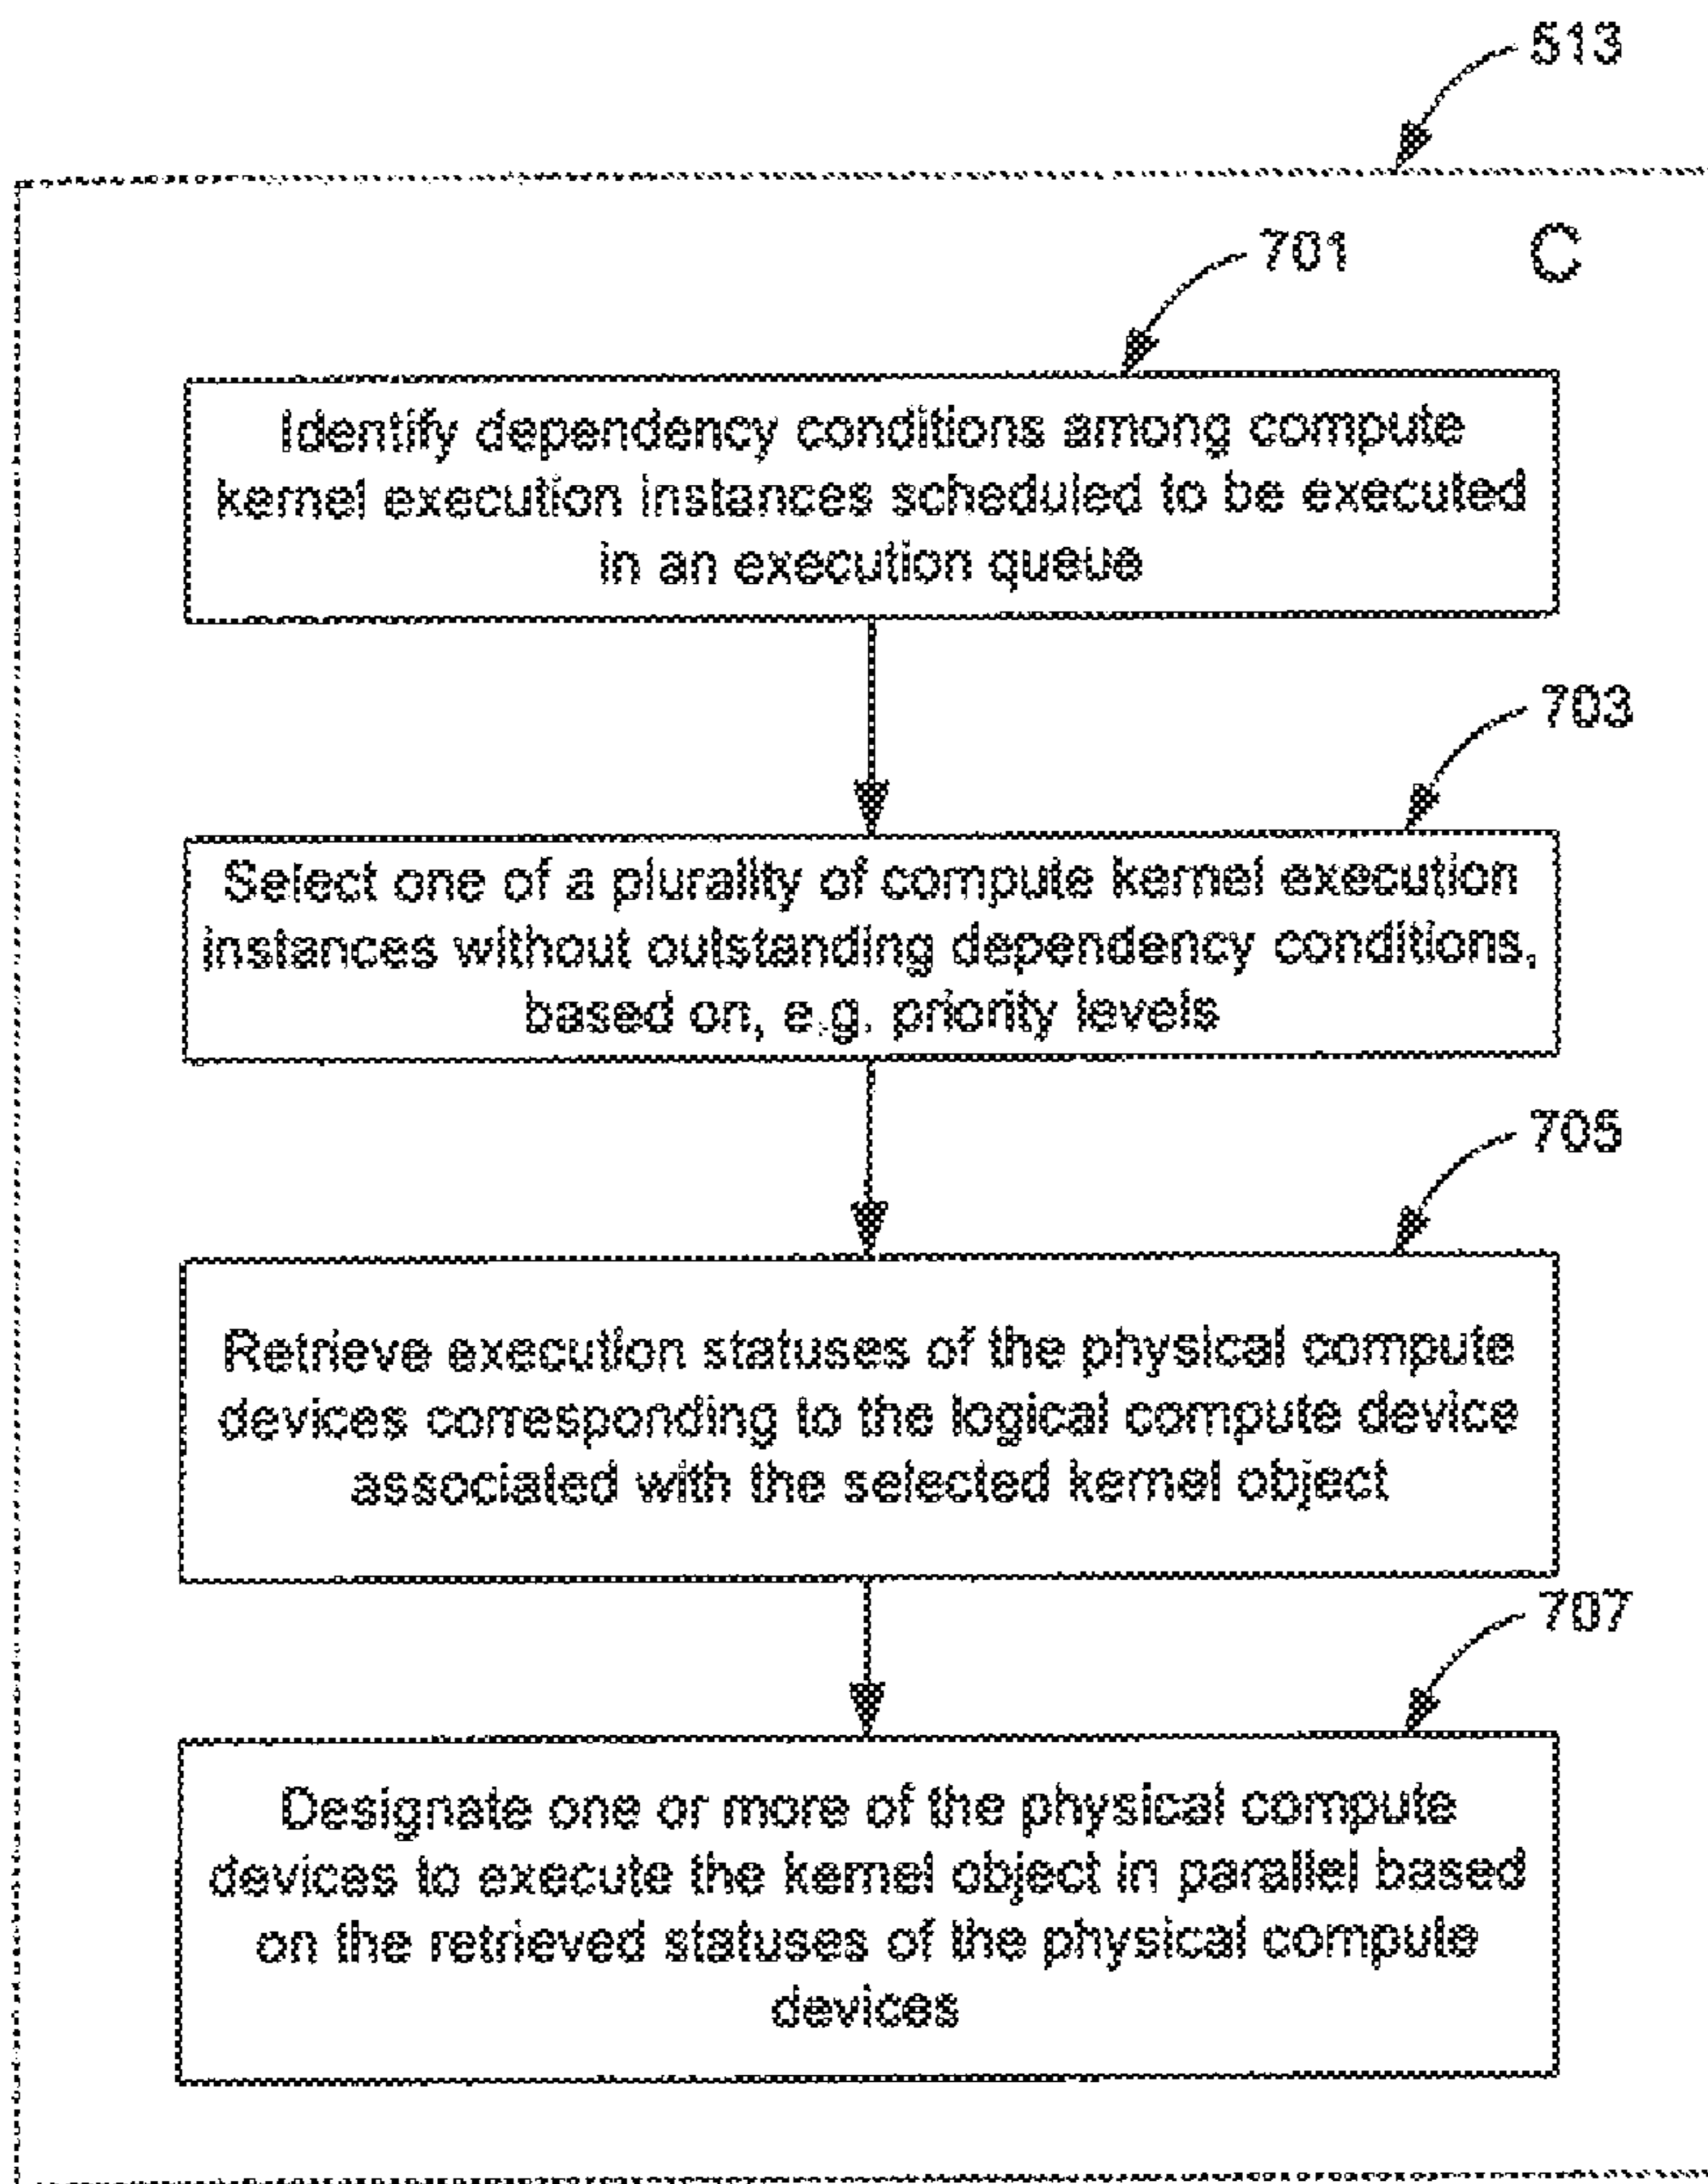 513
701
C
Identify dependency conditions among compute
kernel execution instances scheduled to be executed
in an execution queue
703
Select one of a plurality of compute kernel execution
instances without outstanding dependency conditions,
based on, e.g. priority levels
705
Retrieve execution statuses of the physical compute
devices corresponding to the logical compute device
associated with the selected kernel object
707
Designate one or more of the physical compute
devices to execute the kernel object in parallel based
on the retrieved statuses of the physical compute
devices